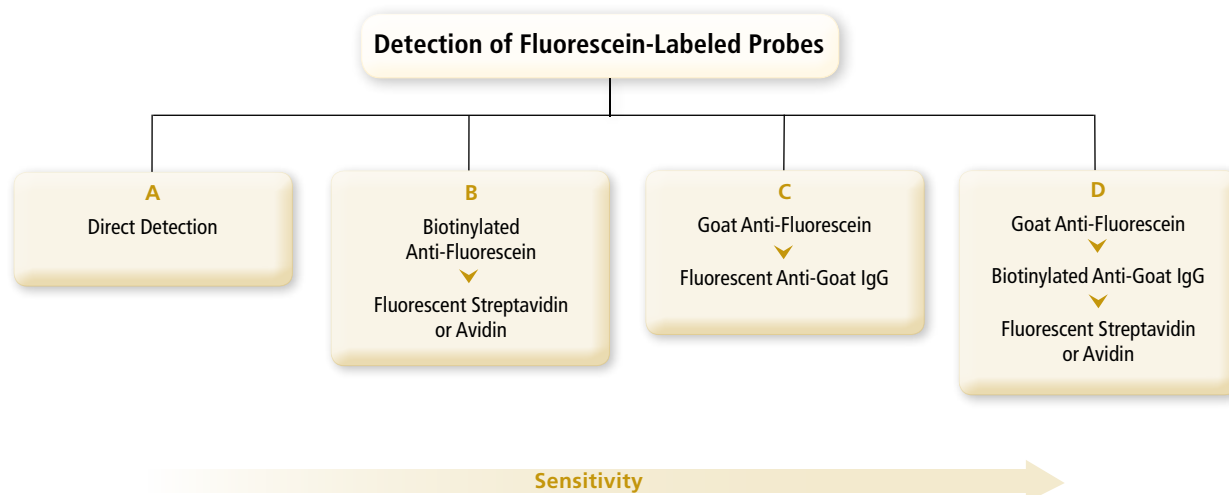 Detection of Fluorescein-Labeled Probes
A
Direct Detection
B
Biotinylated
Anti-Fluorescein
Fluorescent Streptavidin
or Avidin
C
Goat Anti-Fluorescein
Fluorescent Anti-Goat IgG
D
Goat Anti-Fluorescein
Biotinylated Anti-Goat IgG
Fluorescent Streptavidin
or Avidin
Sensitivity